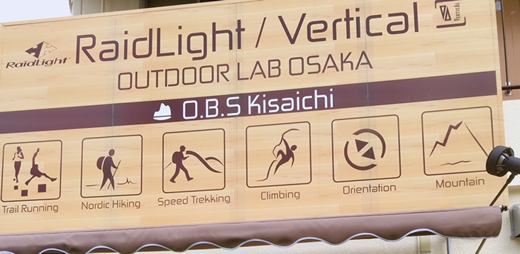 RaidLight
RaidLight / Vertical
OUTDOOR LAB OSAKA
O.B.S Kisaichi
Trail Running
Nordic Hiking
Speed Trekking
Climbing
Orientation
Mountain